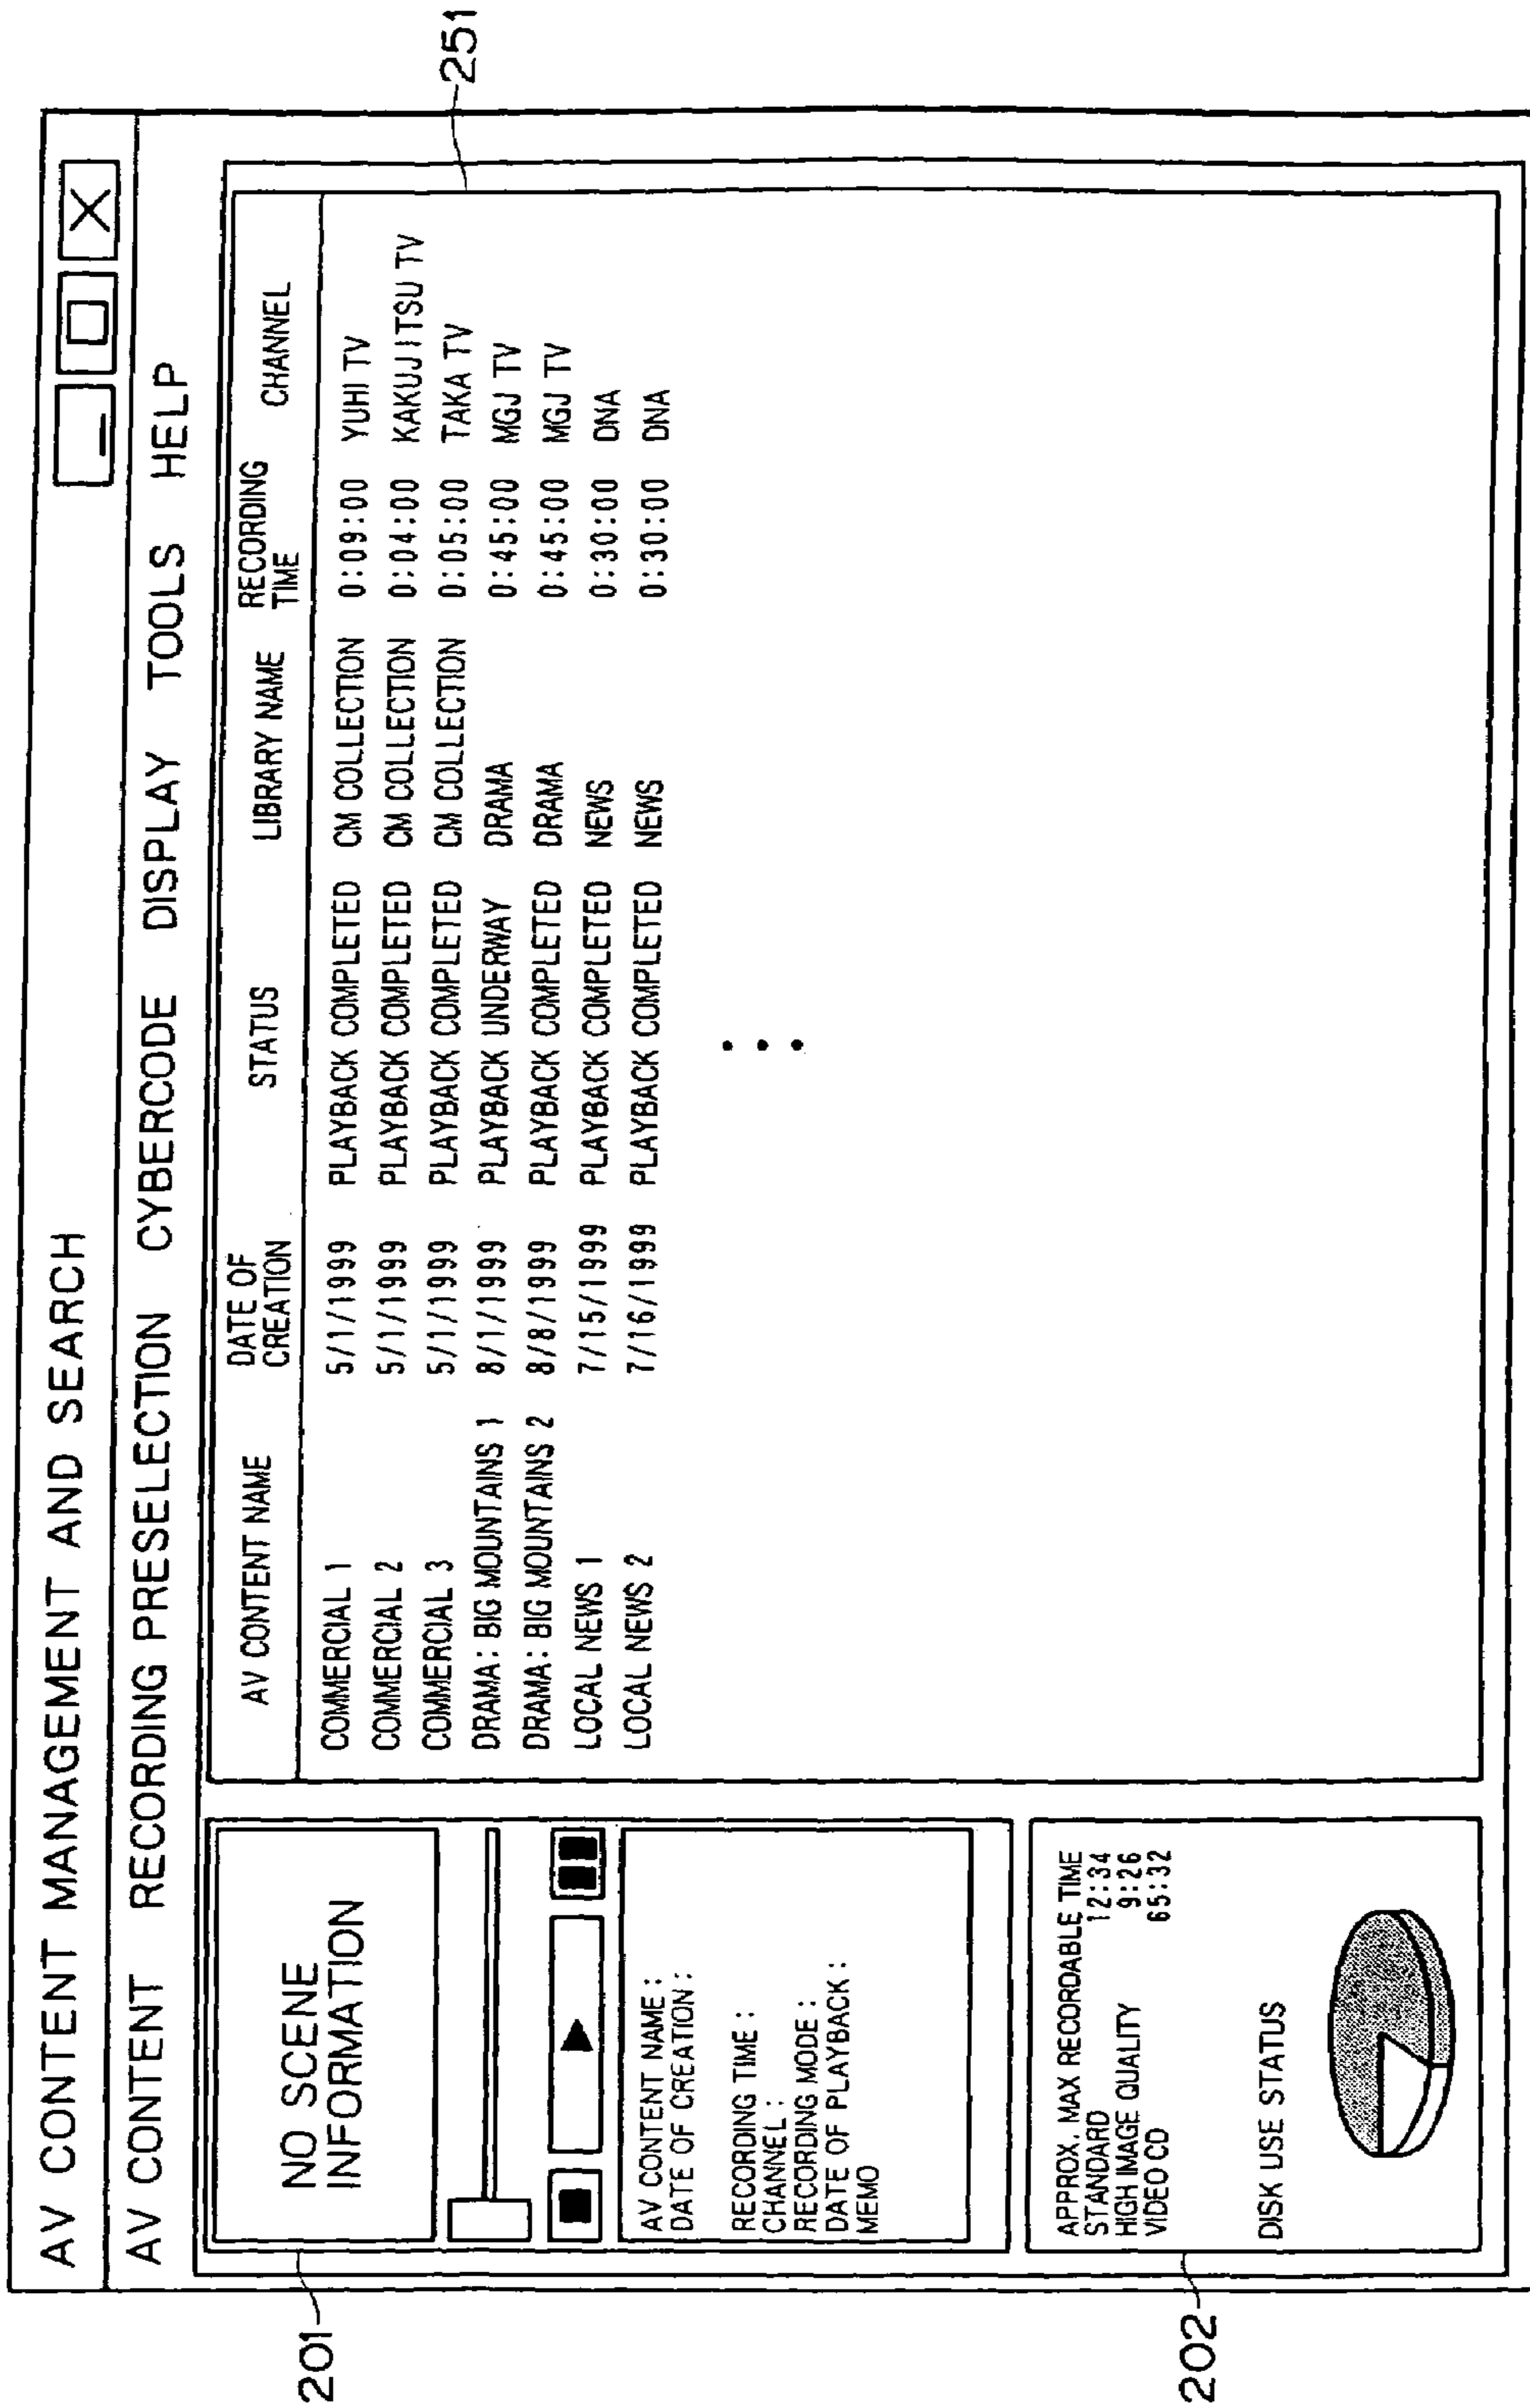 AV CONTENT MANAGEMENT AND SEARCH
AV CONTENT RECORDING PRESELECTION CYBERCODE DISPLAY TOOLS HELP
201
NO SCENE
INFORMATION
AV CONTENT NAME :
DATE OF CREATION :
RECORDING TIME :
CHANNEL :
RECORDING MODE :
DATE OF PLAYBACK :
MEMO
202
APPROX. MAX RECORDABLE TIME
STANDARD 12:34
HIGH IMAGE QUALITY 9:26
VIDEO CD 65:32
DISK USE STATUS
251
AV CONTENT NAME DATE OF CREATION STATUS LIBRARY NAME RECORDING TIME CHANNEL
COMMERCIAL 1 5/1/1999 PLAYBACK COMPLETED CM COLLECTION 0:09:00 YUHI TV
COMMERCIAL 2 5/1/1999 PLAYBACK COMPLETED CM COLLECTION 0:04:00 KAKUJITSU TV
COMMERCIAL 3 5/1/1999 PLAYBACK COMPLETED CM COLLECTION 0:05:00 TAKA TV
DRAMA: BIG MOUNTAINS 1 8/1/1999 PLAYBACK UNDERWAY DRAMA 0:45:00 MGJ TV
DRAMA: BIG MOUNTAINS 2 8/8/1999 PLAYBACK COMPLETED DRAMA 0:45:00 MGJ TV
LOCAL NEWS 1 7/15/1999 PLAYBACK COMPLETED NEWS 0:30:00 DNA
LOCAL NEWS 2 7/16/1999 PLAYBACK COMPLETED NEWS 0:30:00 DNA